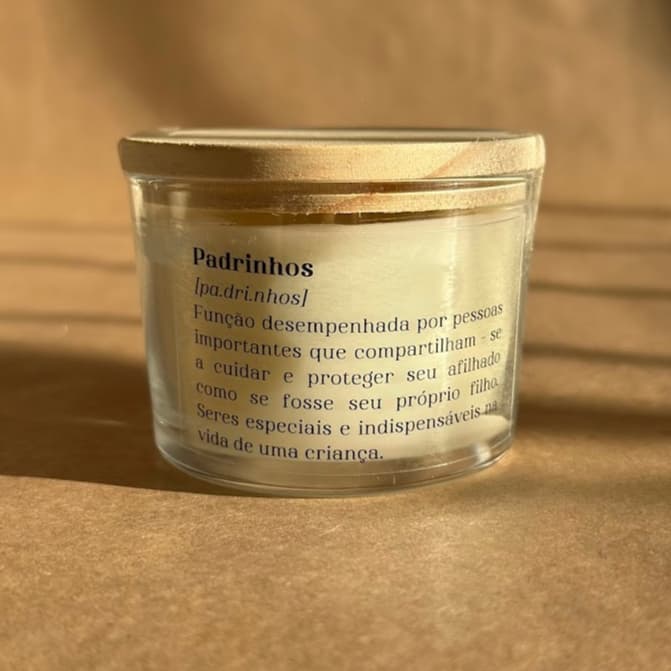 Padrinhos
[pa.dri.nhos]
Função desempenhada por pessoas
importantes que compartilham - se
a cuidar e proteger seu afilhado
como se fosse seu próprio filho.
Seres especiais e indispensáveis na
vida de uma criança.